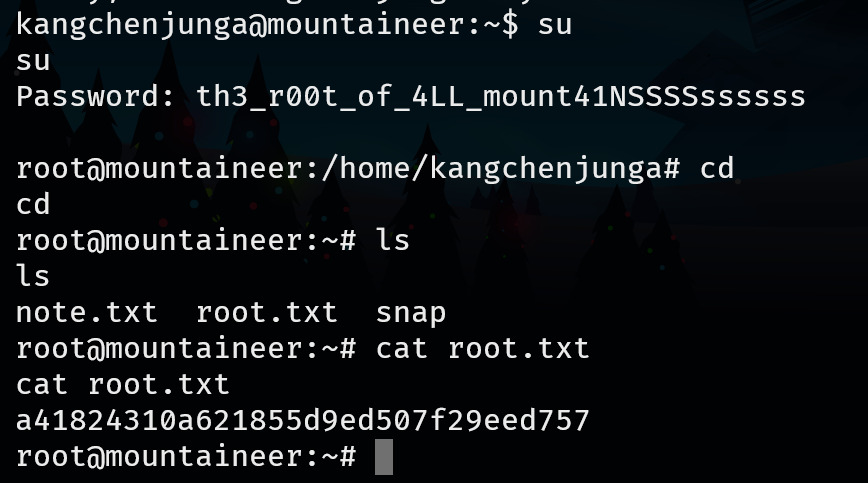 kangchenjunga@mountaineer:~$ su
su
Password: th3_r00t_of_4LL_mount41NSSSSssssss
root@mountaineer:/home/kangchenjunga# cd
cd
root@mountaineer:~# ls
ls
note.txt  root.txt  snap
root@mountaineer:~# cat root.txt
cat root.txt
a41824310a621855d9ed507f29eed757
root@mountaineer:~#